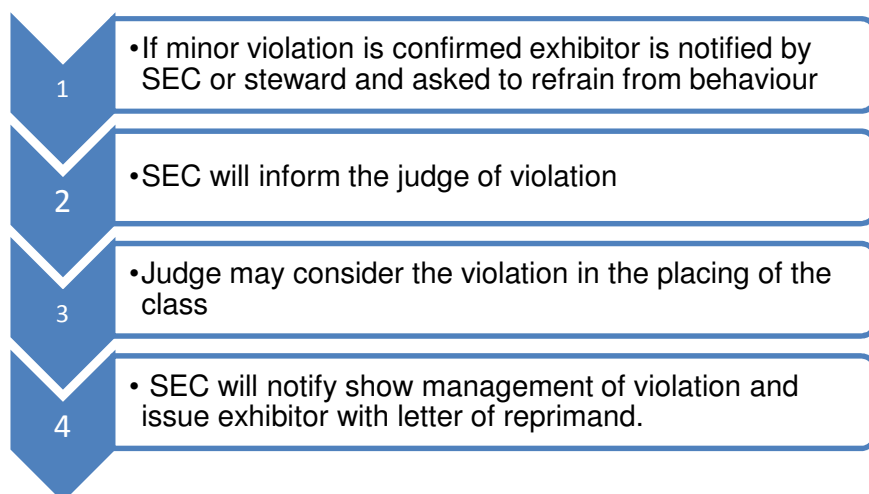 1
•If minor violation is confirmed exhibitor is notified by
SEC or steward and asked to refrain from behaviour
2
•SEC will inform the judge of violation
3
•Judge may consider the violation in the placing of the
class
4
• SEC will notify show management of violation and
issue exhibitor with letter of reprimand.